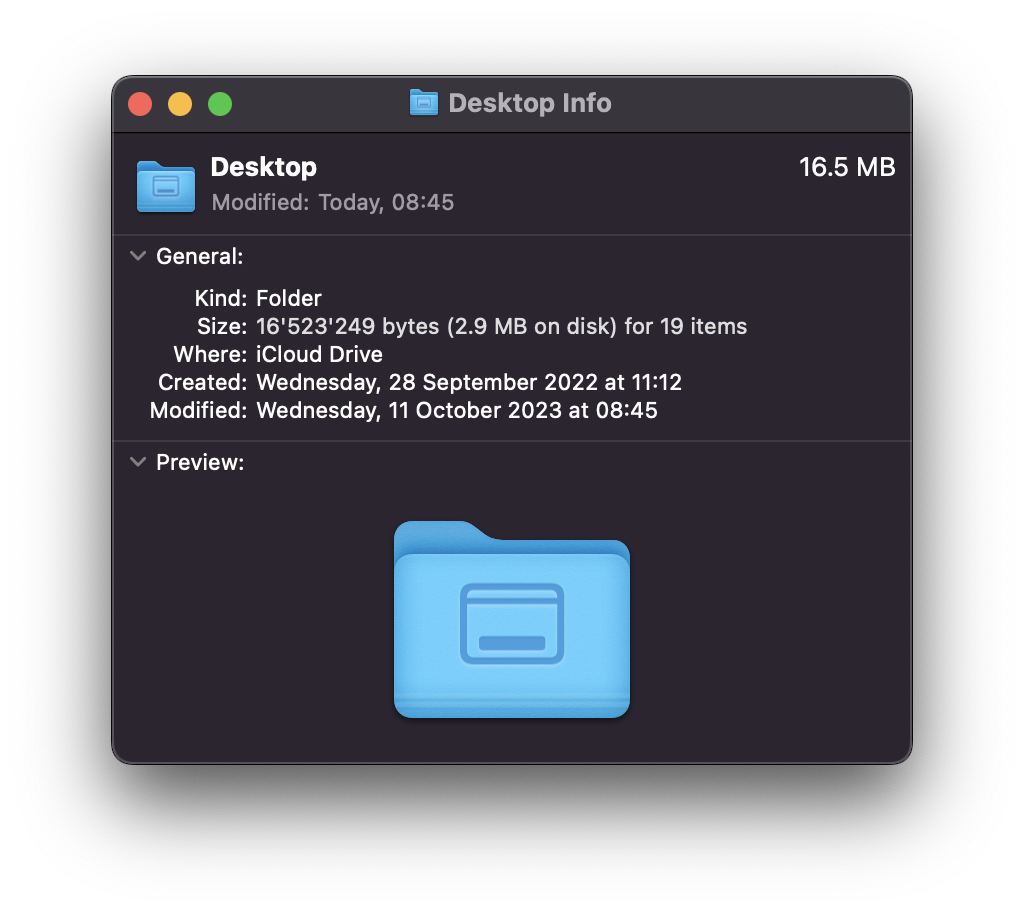 Desktop Info
Desktop 16.5 MB
Modified: Today, 08:45
General:
Kind: Folder
Size: 16'523'249 bytes (2.9 MB on disk) for 19 items
Where: iCloud Drive
Created: Wednesday, 28 September 2022 at 11:12
Modified: Wednesday, 11 October 2023 at 08:45
Preview: